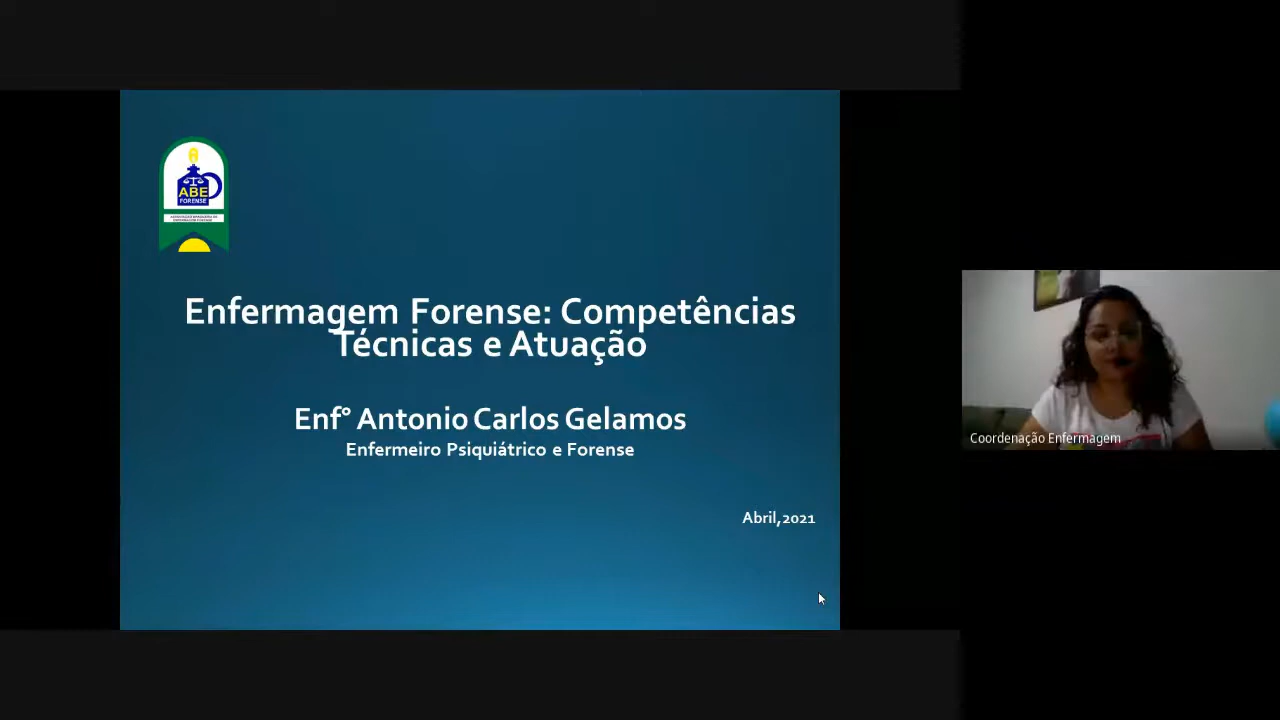 ABE
FORENSE
Enfermagem Forense: Competências
Técnicas e Atuação
Enf° Antonio Carlos Gelamos
Enfermeiro Psiquiátrico e Forense
Abril,2021
Coordenação Enfermagem